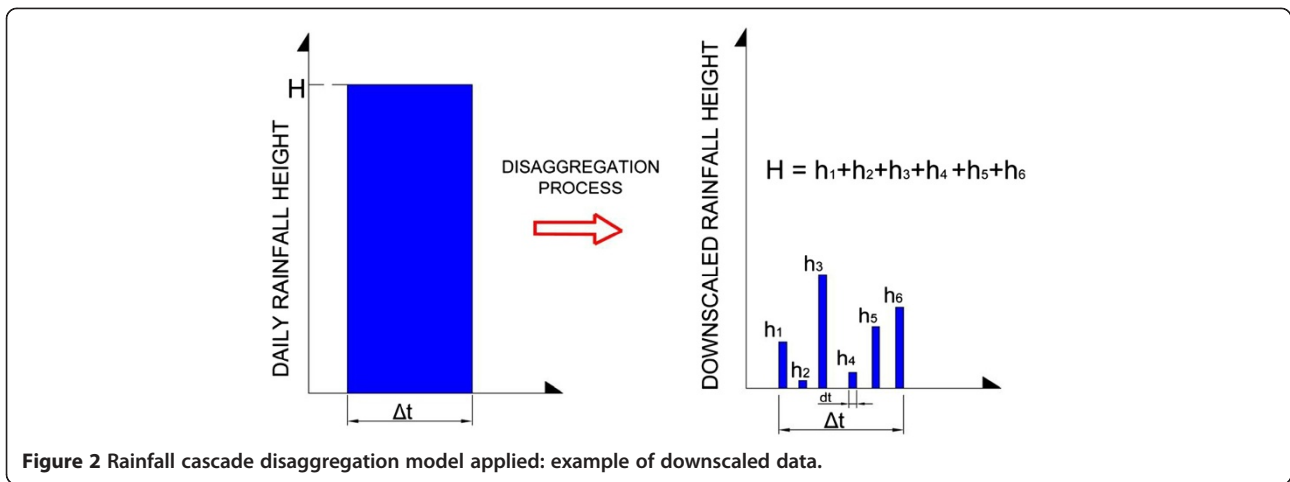 DAILY RAINFALL HEIGHT
H
Δt
DISAGGREGATION
PROCESS
DOWNSCALED RAINFALL HEIGHT
H = h₁+h₂+h₃+h₄+h₅+h₆
h₁
h₂
h₃
h₄
h₅
h₆
dt
Δt
Figure 2 Rainfall cascade disaggregation model applied: example of downscaled data.